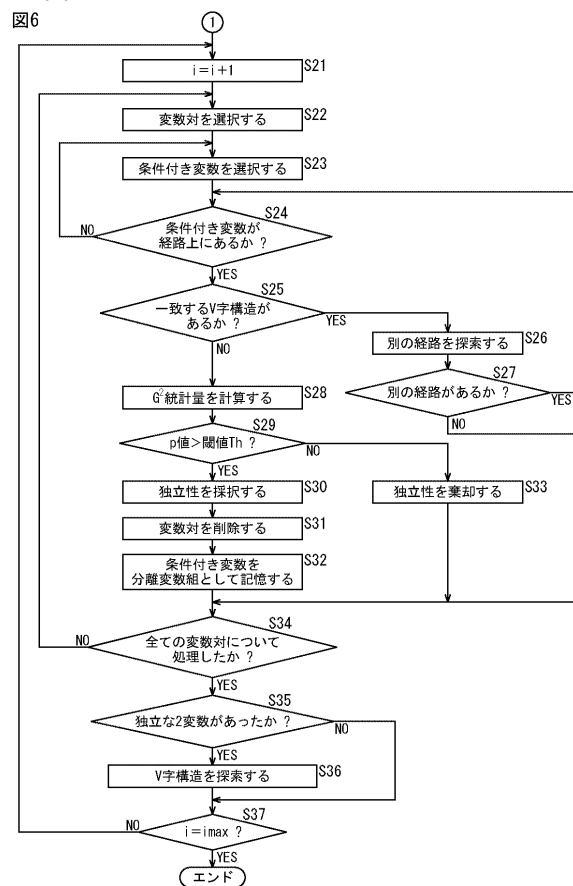 図6
1
i=i+1
S21
変数対を選択する
S22
条件付き変数を選択する
S23
S24
条件付き変数が
経路上にあるか ?
NO
YES
S25
一致するV字構造が
あるか ?
YES
NO
別の経路を探索する
S26
S27
別の経路があるか ?
YES
NO
G²統計量を計算する
S28
S29
p値>閾値Th ?
NO
YES
独立性を採択する
S30
独立性を棄却する
S33
変数対を削除する
S31
条件付き変数を
分離変数組として記憶する
S32
S34
全ての変数対について
処理したか ?
NO
YES
S35
独立な2変数があったか ?
NO
YES
V字構造を探索する
S36
S37
i=imax ?
NO
YES
エンド